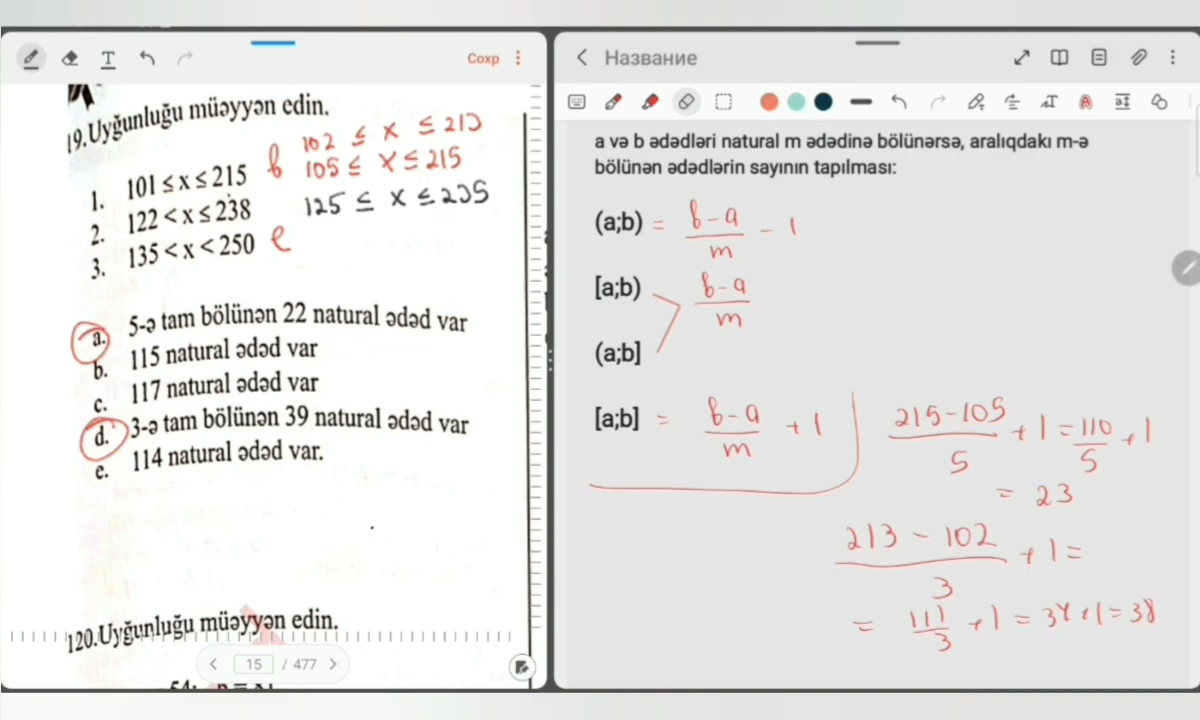 Сохр
19.Uyğunluğu müəyyən edin.
102 ≤ x ≤ 213
1. 101 ≤ x ≤ 215 b 105 ≤ x ≤ 215
2. 122 < x ≤ 238 125 ≤ x ≤ 235
3. 135 < x < 250 e
a. 5-ə tam bölünən 22 natural ədəd var
b. 115 natural ədəd var
c. 117 natural ədəd var
d. 3-ə tam bölünən 39 natural ədəd var
e. 114 natural ədəd var.
120.Uyğunluğu müəyyən edin.
15 / 477
Название
a və b ədədləri natural m ədədinə bölünərsə, aralıqdakı m-ə
bölünən ədədlərin sayının tapılması:
(a;b) = b-a/m - 1
[a;b) b-a/m
(a;b]
[a;b] = b-a/m + 1
215-105/5 + 1 = 110/5 + 1
= 23
213 - 102/3 + 1 =
= 111/3 + 1 = 37 + 1 = 38